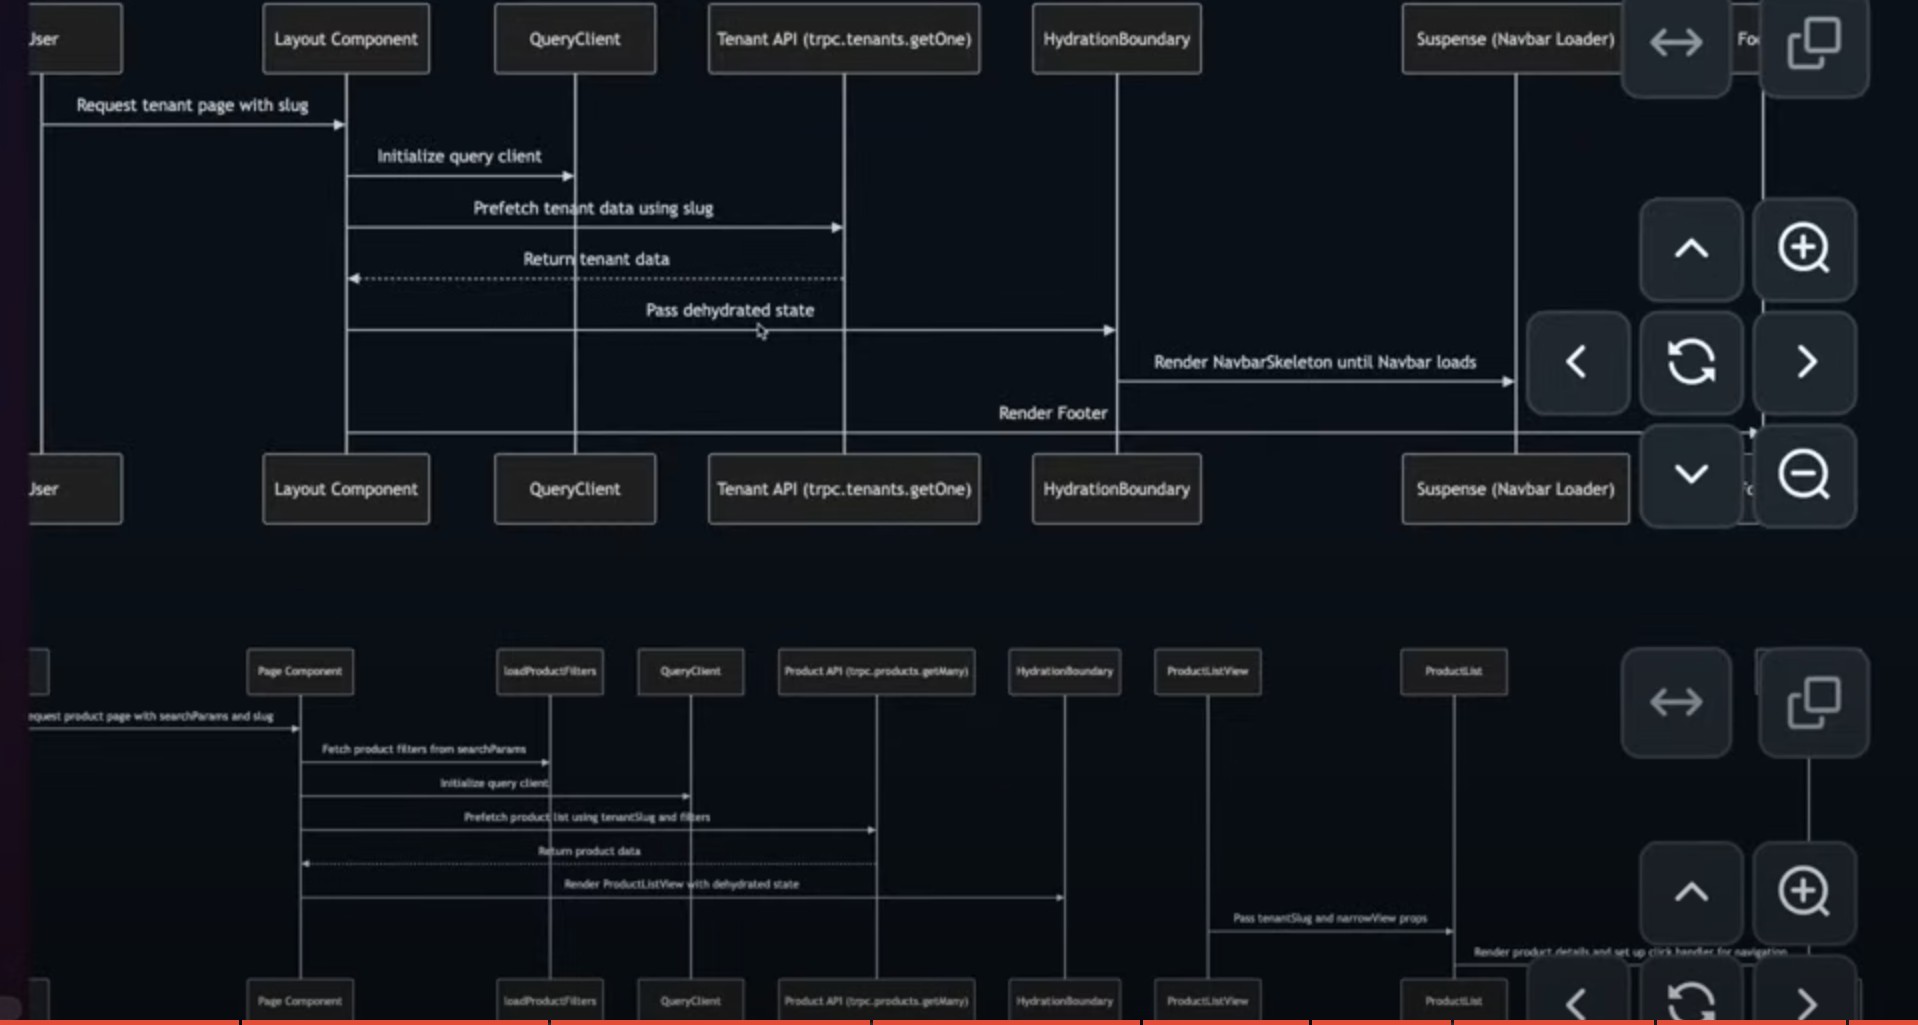 User
Layout Component
QueryClient
Tenant API (trpc.tenants.getOne)
HydrationBoundary
Suspense (Navbar Loader)
Request tenant page with slug
Initialize query client
Prefetch tenant data using slug
Return tenant data
Pass dehydrated state
Render NavbarSkeleton until Navbar loads
Render Footer
User
Layout Component
QueryClient
Tenant API (trpc.tenants.getOne)
HydrationBoundary
Suspense (Navbar Loader)
Page Component
loadProductFilters
QueryClient
Product API (trpc.products.getMany)
HydrationBoundary
ProductListView
ProductList
equest product page with searchParams and slug
Fetch product filters from searchParams
Initialize query client
Prefetch product list using tenantSlug and filters
Return product data
Render ProductListView with dehydrated state
Pass tenantSlug and narrowView props
Render product details and set up click handler for navigation
Page Component
loadProductFilters
QueryClient
Product API (trpc.products.getMany)
HydrationBoundary
ProductListView
ProductList